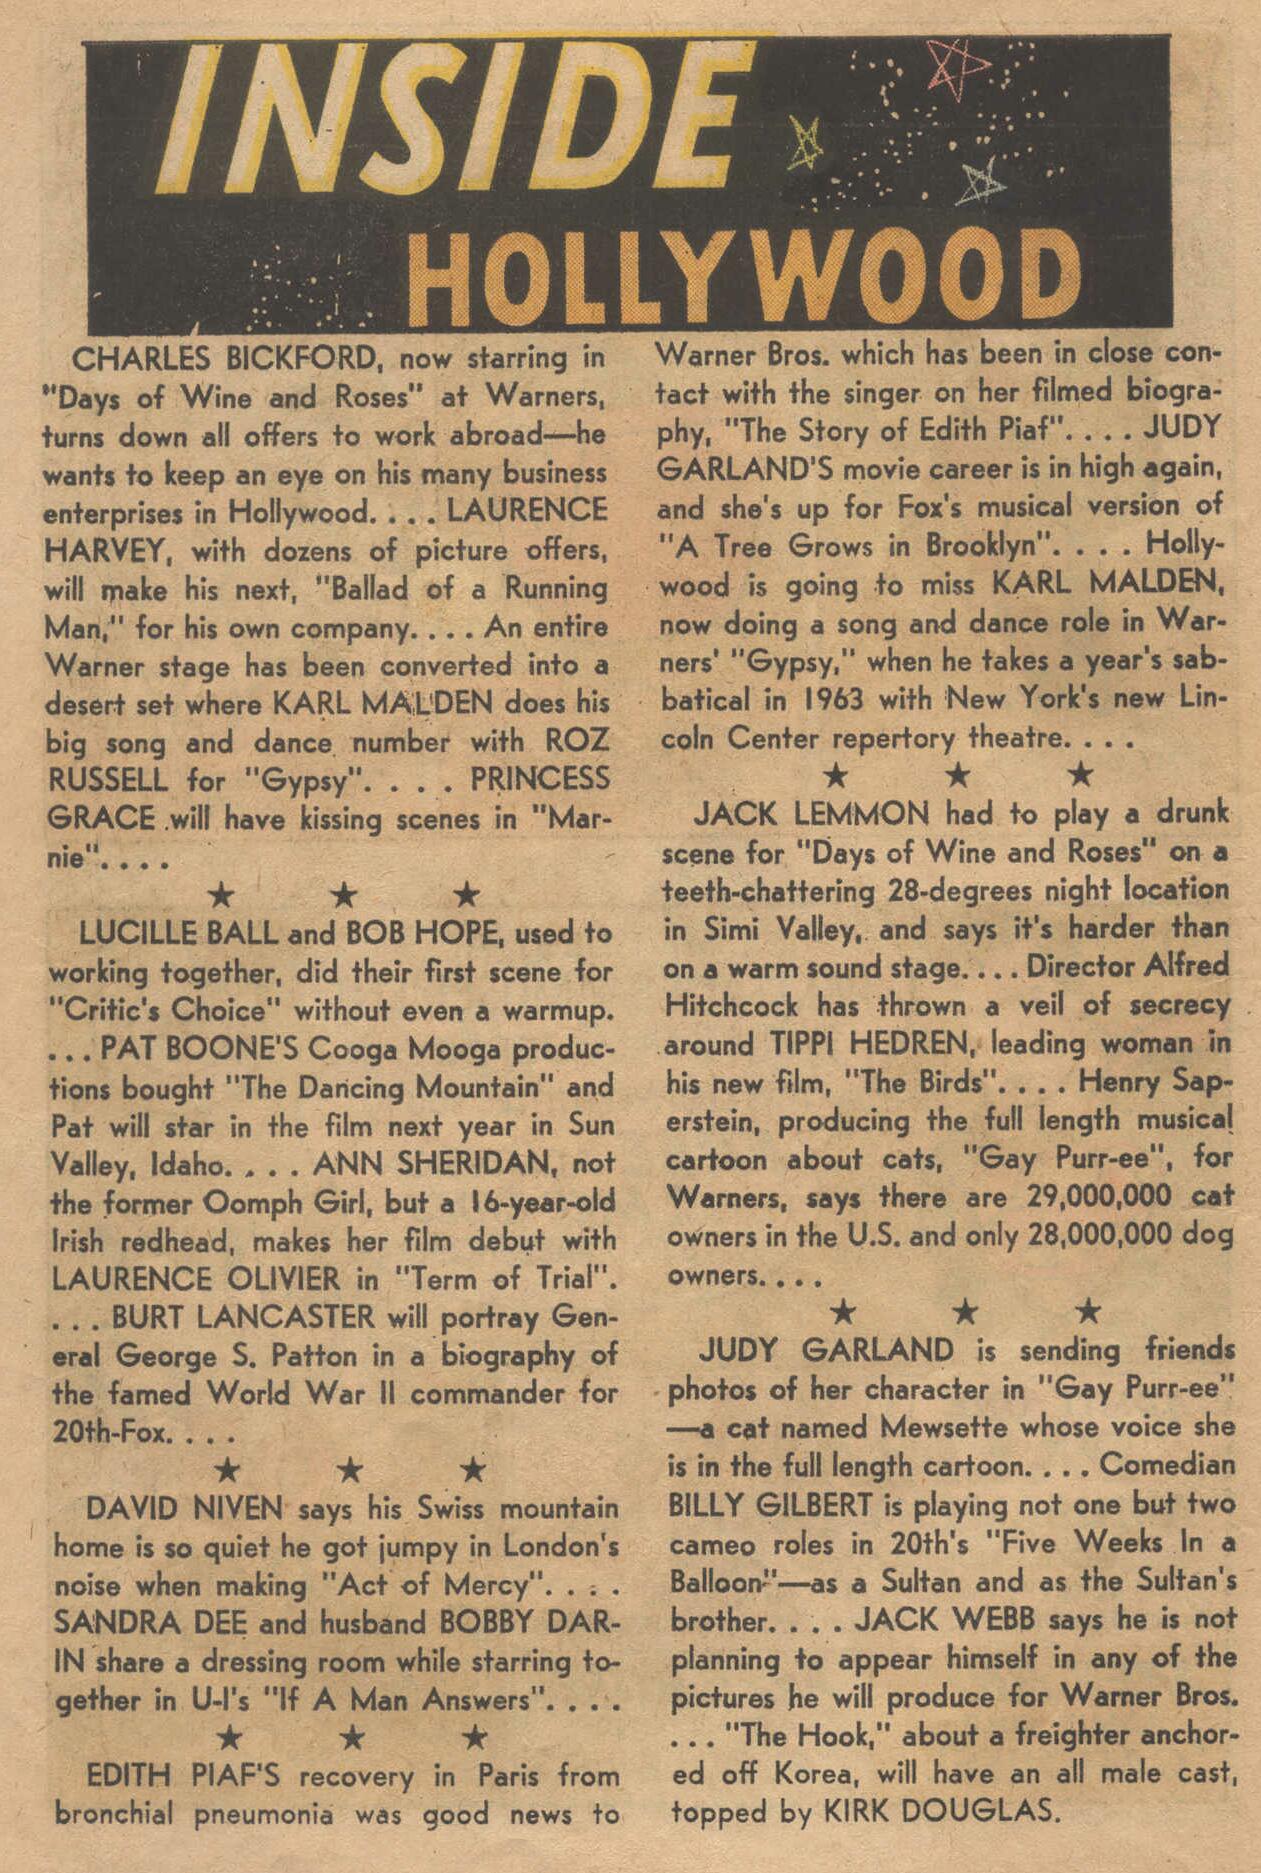 INSIDE
HOLLYWOOD
CHARLES BICKFORD, now starring in
"Days of Wine and Roses" at Warners,
turns down all offers to work abroad—he
wants to keep an eye on his many business
enterprises in Hollywood. . . . LAURENCE
HARVEY, with dozens of picture offers,
will make his next, "Ballad of a Running
Man," for his own company. . . . An entire
Warner stage has been converted into a
desert set where KARL MALDEN does his
big song and dance number with ROZ
RUSSELL for "Gypsy". . . . PRINCESS
GRACE will have kissing scenes in "Mar-
nie". . . .
★ ★ ★
LUCILLE BALL and BOB HOPE, used to
working together, did their first scene for
"Critic's Choice" without even a warmup.
. . . PAT BOONE'S Cooga Mooga produc-
tions bought "The Dancing Mountain" and
Pat will star in the film next year in Sun
Valley, Idaho. . . . ANN SHERIDAN, not
the former Oomph Girl, but a 16-year-old
Irish redhead, makes her film debut with
LAURENCE OLIVIER in "Term of Trial".
. . . BURT LANCASTER will portray Gen-
eral George S. Patton in a biography of
the famed World War II commander for
20th-Fox. . . .
★ ★ ★
DAVID NIVEN says his Swiss mountain
home is so quiet he got jumpy in London's
noise when making "Act of Mercy". . . .
SANDRA DEE and husband BOBBY DAR-
IN share a dressing room while starring to-
gether in U-I's "If A Man Answers". . . .
★ ★ ★
EDITH PIAF'S recovery in Paris from
bronchial pneumonia was good news to
Warner Bros. which has been in close con-
tact with the singer on her filmed biogra-
phy, "The Story of Edith Piaf". . . . JUDY
GARLAND'S movie career is in high again,
and she's up for Fox's musical version of
"A Tree Grows in Brooklyn". . . . Holly-
wood is going to miss KARL MALDEN,
now doing a song and dance role in War-
ners' "Gypsy," when he takes a year's sab-
batical in 1963 with New York's new Lin-
coln Center repertory theatre. . . .
★ ★ ★
JACK LEMMON had to play a drunk
scene for "Days of Wine and Roses" on a
teeth-chattering 28-degrees night location
in Simi Valley, and says it's harder than
on a warm sound stage. . . . Director Alfred
Hitchcock has thrown a veil of secrecy
around TIPPI HEDREN, leading woman in
his new film, "The Birds". . . . Henry Sap-
erstein, producing the full length musical
cartoon about cats, "Gay Purr-ee", for
Warners, says there are 29,000,000 cat
owners in the U.S. and only 28,000,000 dog
owners. . . .
★ ★ ★
JUDY GARLAND is sending friends
photos of her character in "Gay Purr-ee"
—a cat named Mewsette whose voice she
is in the full length cartoon. . . . Comedian
BILLY GILBERT is playing not one but two
cameo roles in 20th's "Five Weeks In a
Balloon"—as a Sultan and as the Sultan's
brother. . . . JACK WEBB says he is not
planning to appear himself in any of the
pictures he will produce for Warner Bros.
. . . "The Hook," about a freighter anchor-
ed off Korea, will have an all male cast,
topped by KIRK DOUGLAS.